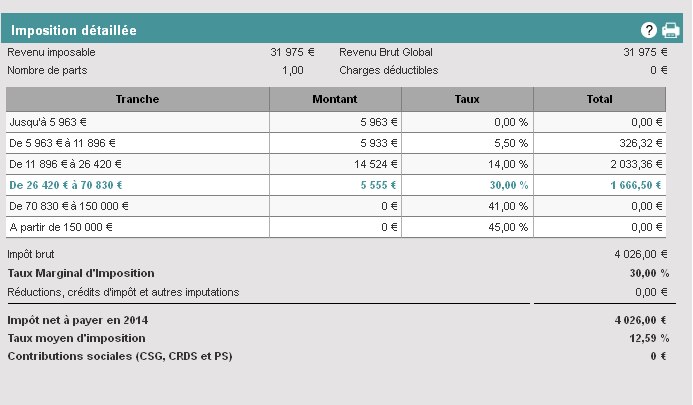 Imposition détaillée ?
Revenu imposable 31 975 € Revenu Brut Global 31 975 €
Nombre de parts 1,00 Charges déductibles 0 €
Tranche Montant Taux Total
Jusqu'à 5 963 € 5 963 € 0,00 % 0,00 €
De 5 963 € à 11 896 € 5 933 € 5,50 % 326,32 €
De 11 896 € à 26 420 € 14 524 € 14,00 % 2 033,36 €
De 26 420 € à 70 830 € 5 555 € 30,00 % 1 666,50 €
De 70 830 € à 150 000 € 0 € 41,00 % 0,00 €
A partir de 150 000 € 0 € 45,00 % 0,00 €
Impôt brut 4 026,00 €
Taux Marginal d'Imposition 30,00 %
Réductions, crédits d'impôt et autres imputations 0,00 €
Impôt net à payer en 2014 4 026,00 €
Taux moyen d'imposition 12,59 %
Contributions sociales (CSG, CRDS et PS) 0 €